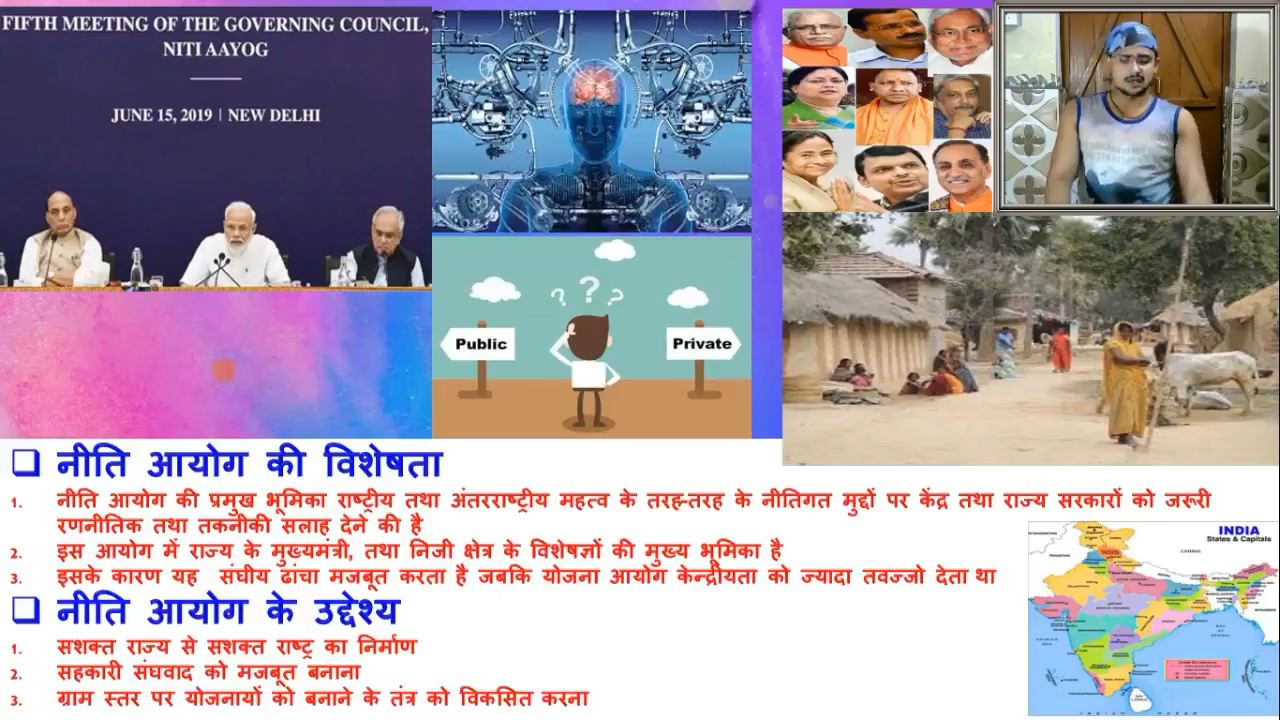 FIFTH MEETING OF THE GOVERNING COUNCIL,
NITI AAYOG
JUNE 15, 2019 | NEW DELHI
? ? ?
Public
Private
नीति आयोग की विशेषता
1. नीति आयोग की प्रमुख भूमिका राष्ट्रीय तथा अंतरराष्ट्रीय महत्व के तरह-तरह के नीतिगत मुद्दों पर केंद्र तथा राज्य सरकारों को जरूरी
रणनीतिक तथा तकनीकी सलाह देने की है
2. इस आयोग में राज्य के मुख्यमंत्री, तथा निजी क्षेत्र के विशेषज्ञों की मुख्य भूमिका है
3. इसके कारण यह संघीय ढांचा मजबूत करता है जबकि योजना आयोग केन्द्रीयता को ज्यादा तवज्जो देता था
नीति आयोग के उद्देश्य
1. सशक्त राज्य से सशक्त राष्ट्र का निर्माण
2. सहकारी संघवाद को मजबूत बनाना
3. ग्राम स्तर पर योजनायों को बनाने के तंत्र को विकसित करना
INDIA
States & Capitals
CHINA